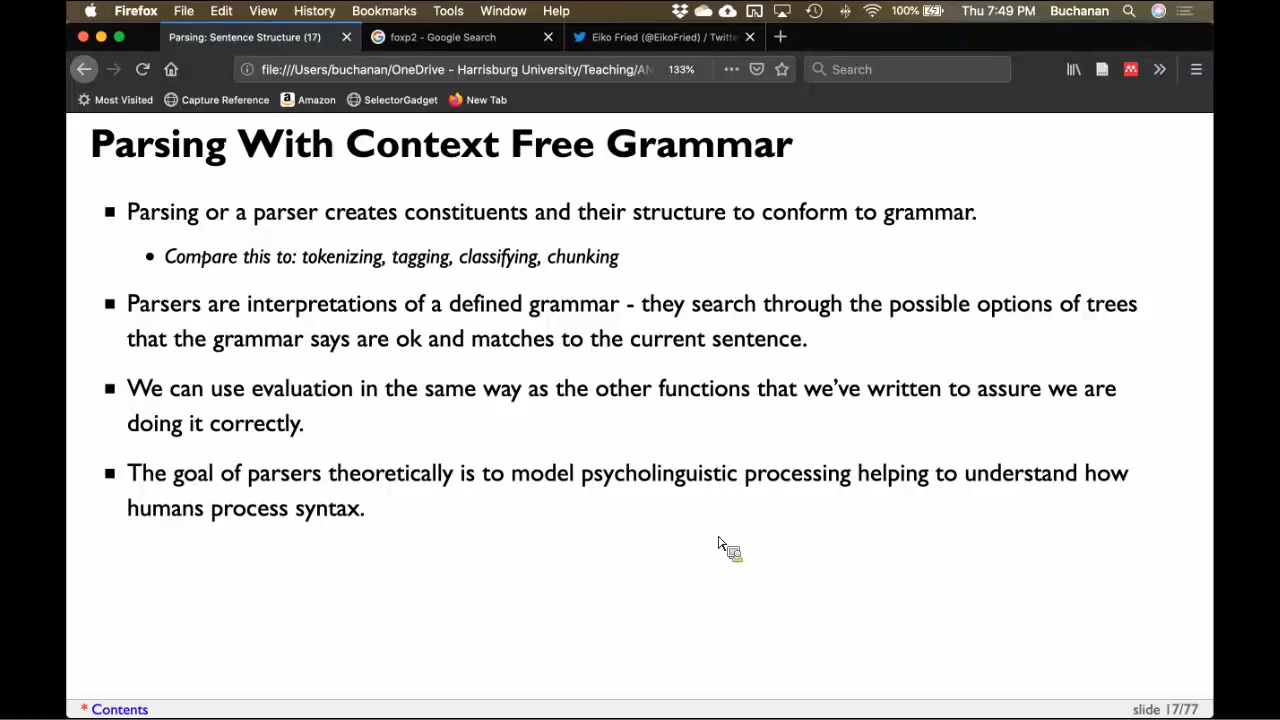 Firefox File Edit View History Bookmarks Tools Window Help 100% Thu 7:49 PM Buchanan
Parsing: Sentence Structure (17) foxp2 - Google Search Eiko Fried (@EikoFried) / Twitte
file:///Users/buchanan/OneDrive - Harrisburg University/Teaching/AN 133% Search
Most Visited Capture Reference Amazon SelectorGadget New Tab
Parsing With Context Free Grammar
Parsing or a parser creates constituents and their structure to conform to grammar.
Compare this to: tokenizing, tagging, classifying, chunking
Parsers are interpretations of a defined grammar - they search through the possible options of trees
that the grammar says are ok and matches to the current sentence.
We can use evaluation in the same way as the other functions that we've written to assure we are
doing it correctly.
The goal of parsers theoretically is to model psycholinguistic processing helping to understand how
humans process syntax.
* Contents slide 17/77